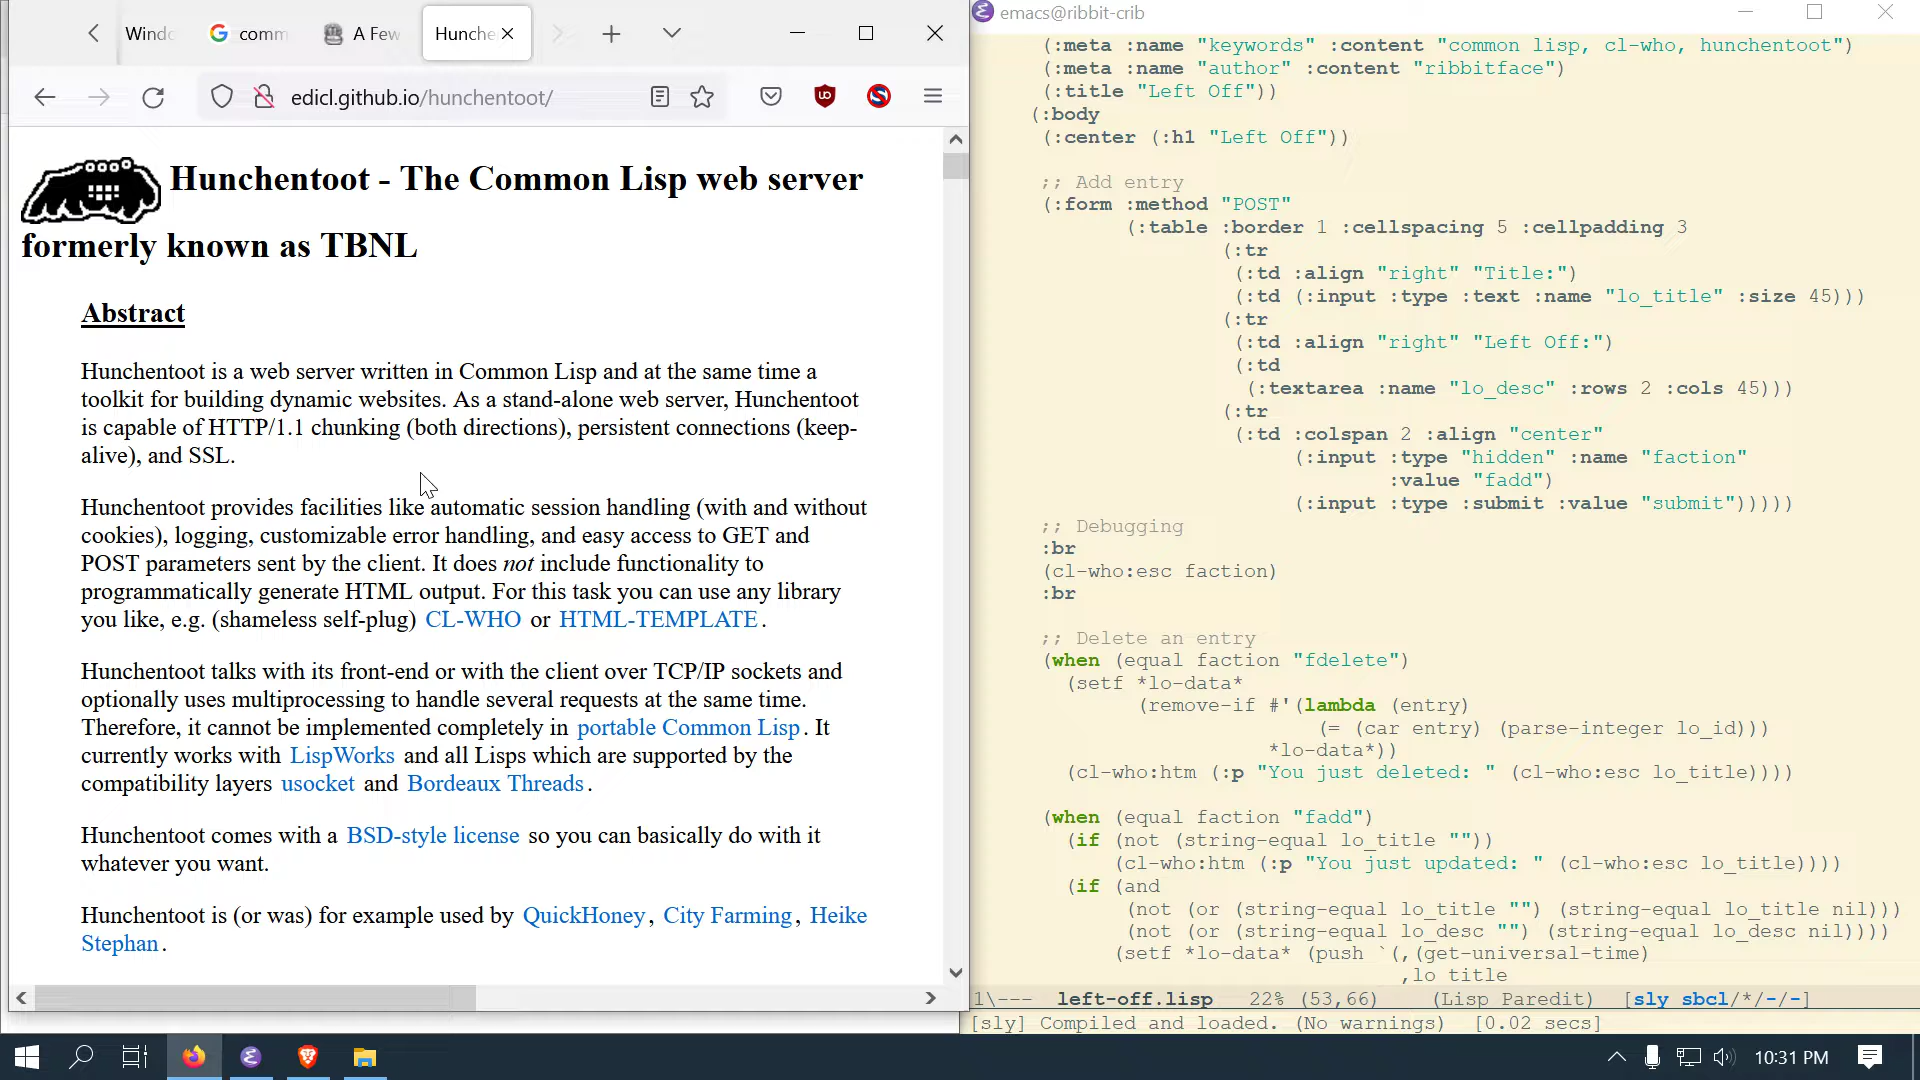 Windo
comm
A Few
Hunche
edicl.github.io/hunchentoot/
Hunchentoot - The Common Lisp web server
formerly known as TBNL
Abstract
Hunchentoot is a web server written in Common Lisp and at the same time a
toolkit for building dynamic websites. As a stand-alone web server, Hunchentoot
is capable of HTTP/1.1 chunking (both directions), persistent connections (keep-
alive), and SSL.
Hunchentoot provides facilities like automatic session handling (with and without
cookies), logging, customizable error handling, and easy access to GET and
POST parameters sent by the client. It does not include functionality to
programmatically generate HTML output. For this task you can use any library
you like, e.g. (shameless self-plug) CL-WHO or HTML-TEMPLATE.
Hunchentoot talks with its front-end or with the client over TCP/IP sockets and
optionally uses multiprocessing to handle several requests at the same time.
Therefore, it cannot be implemented completely in portable Common Lisp. It
currently works with LispWorks and all Lisps which are supported by the
compatibility layers usocket and Bordeaux Threads.
Hunchentoot comes with a BSD-style license so you can basically do with it
whatever you want.
Hunchentoot is (or was) for example used by QuickHoney, City Farming, Heike
Stephan.
emacs@ribbit-crib
(:meta :name "keywords" :content "common lisp, cl-who, hunchentoot")
(:meta :name "author" :content "ribbitface")
(:title "Left Off"))
(:body
(:center (:h1 "Left Off"))
;; Add entry
(:form :method "POST"
(:table :border 1 :cellspacing 5 :cellpadding 3
(:tr
(:td :align "right" "Title:")
(:td (:input :type :text :name "lo_title" :size 45)))
(:tr
(:td :align "right" "Left Off:")
(:td
(:textarea :name "lo_desc" :rows 2 :cols 45)))
(:tr
(:td :colspan 2 :align "center"
(:input :type "hidden" :name "faction"
:value "fadd")
(:input :type :submit :value "submit")))))
;; Debugging
:br
(cl-who:esc faction)
:br
;; Delete an entry
(when (equal faction "fdelete")
(setf *lo-data*
(remove-if #'(lambda (entry)
(= (car entry) (parse-integer lo_id)))
*lo-data*))
(cl-who:htm (:p "You just deleted: " (cl-who:esc lo_title))))
(when (equal faction "fadd")
(if (not (string-equal lo_title ""))
(cl-who:htm (:p "You just updated: " (cl-who:esc lo_title))))
(if (and
(not (or (string-equal lo_title "") (string-equal lo_title nil)))
(not (or (string-equal lo_desc "") (string-equal lo_desc nil))))
(setf *lo-data* (push `(,(get-universal-time)
,lo_title
1\--- left-off.lisp 22% (53,66) (Lisp Paredit) [sly sbcl/*/-/-]
[sly] Compiled and loaded. (No warnings) [0.02 secs]
10:31 PM